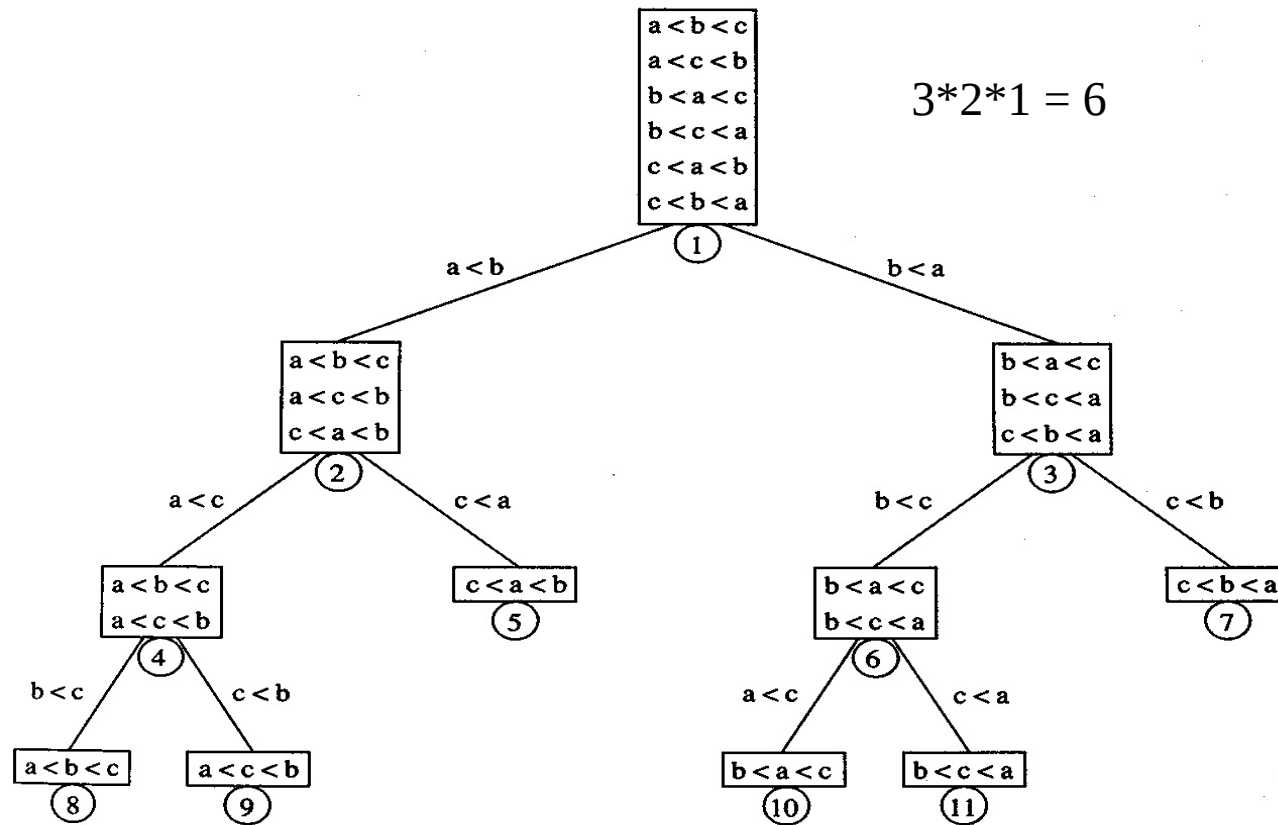 a < b < c
a < c < b
b < a < c
b < c < a
c < a < b
c < b < a
3*2*1 = 6
1
a < b
b < a
a < b < c
a < c < b
c < a < b
2
b < a < c
b < c < a
c < b < a
3
a < c
c < a
b < c
c < b
a < b < c
a < c < b
4
c < a < b
5
b < a < c
b < c < a
6
c < b < a
7
b < c
c < b
a < c
c < a
a < b < c
8
a < c < b
9
b < a < c
10
b < c < a
11